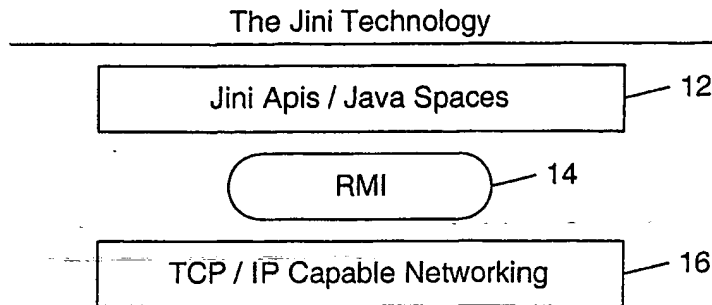 The Jini Technology
Jini Apis / Java Spaces
12
RMI
14
TCP / IP Capable Networking
16